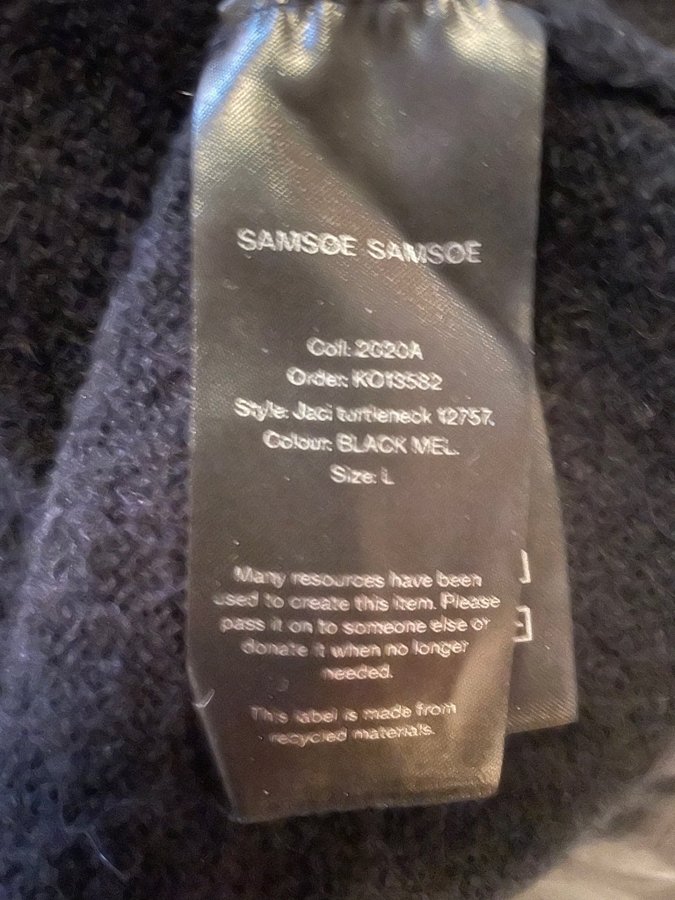 SAMSOE SAMSOE
Coll: 2020A
Order: KO13582
Style: Jaci turtleneck 12757.
Colour: BLACK MEL.
Size: L
Many resources have been
used to create this item. Please
pass it on to someone else or
donate it when no longer
needed.
This label is made from
recycled materials.